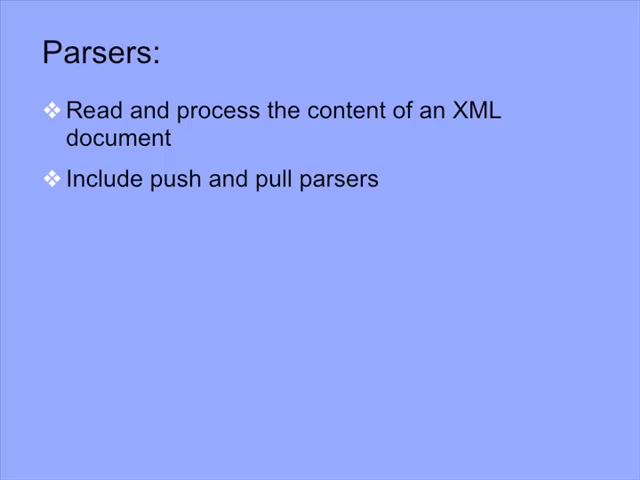 Parsers:
❖ Read and process the content of an XML
document
❖ Include push and pull parsers